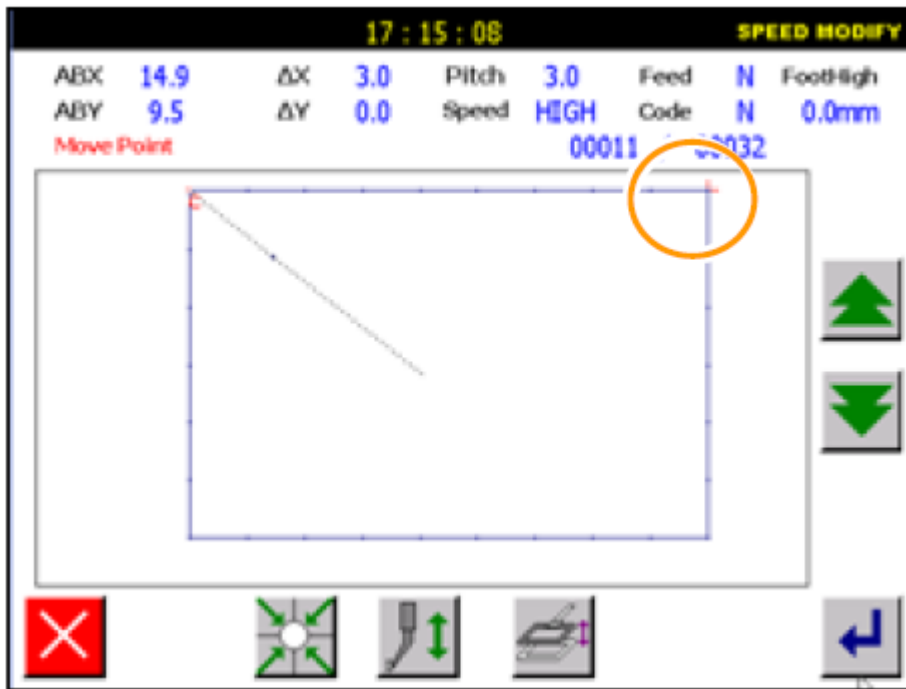 17 : 15 : 08 SPEED MODIFY
ABX 14.9 ΔX 3.0 Pitch 3.0 Feed N FootHigh
ABY 9.5 ΔY 0.0 Speed HIGH Code N 0.0mm
Move Point 00011 / 00032